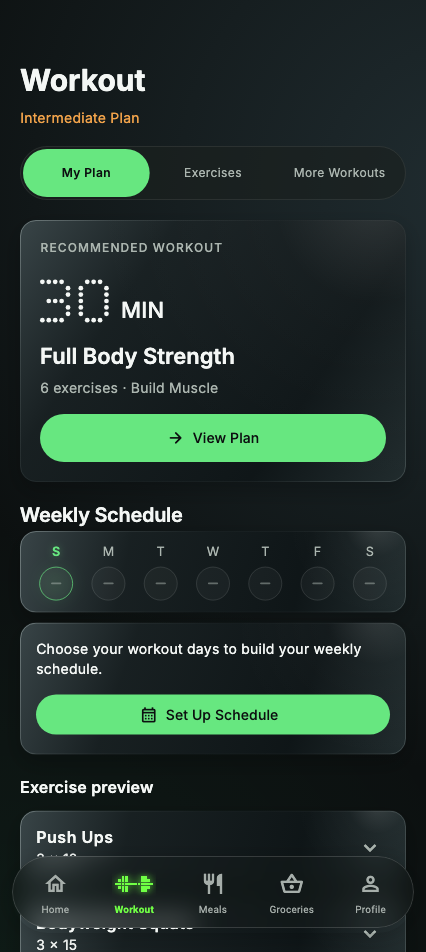 Workout
Intermediate Plan
My Plan
Exercises
More Workouts
RECOMMENDED WORKOUT
30 MIN
Full Body Strength
6 exercises · Build Muscle
View Plan
Weekly Schedule
S M T W T F S
Choose your workout days to build your weekly
schedule.
Set Up Schedule
Exercise preview
Push Ups
Home
Workout
Meals
Groceries
Profile
Bodyweight Squats
3 × 15